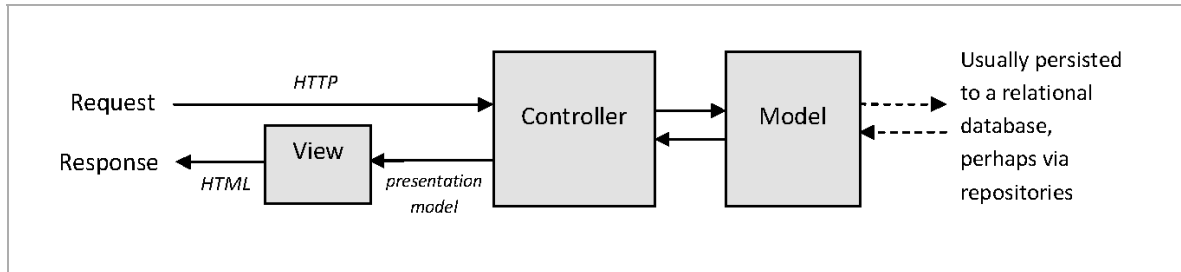 HTTP
Request
Response
HTML
View
presentation
model
Controller
Model
Usually persisted
to a relational
database,
perhaps via
repositories